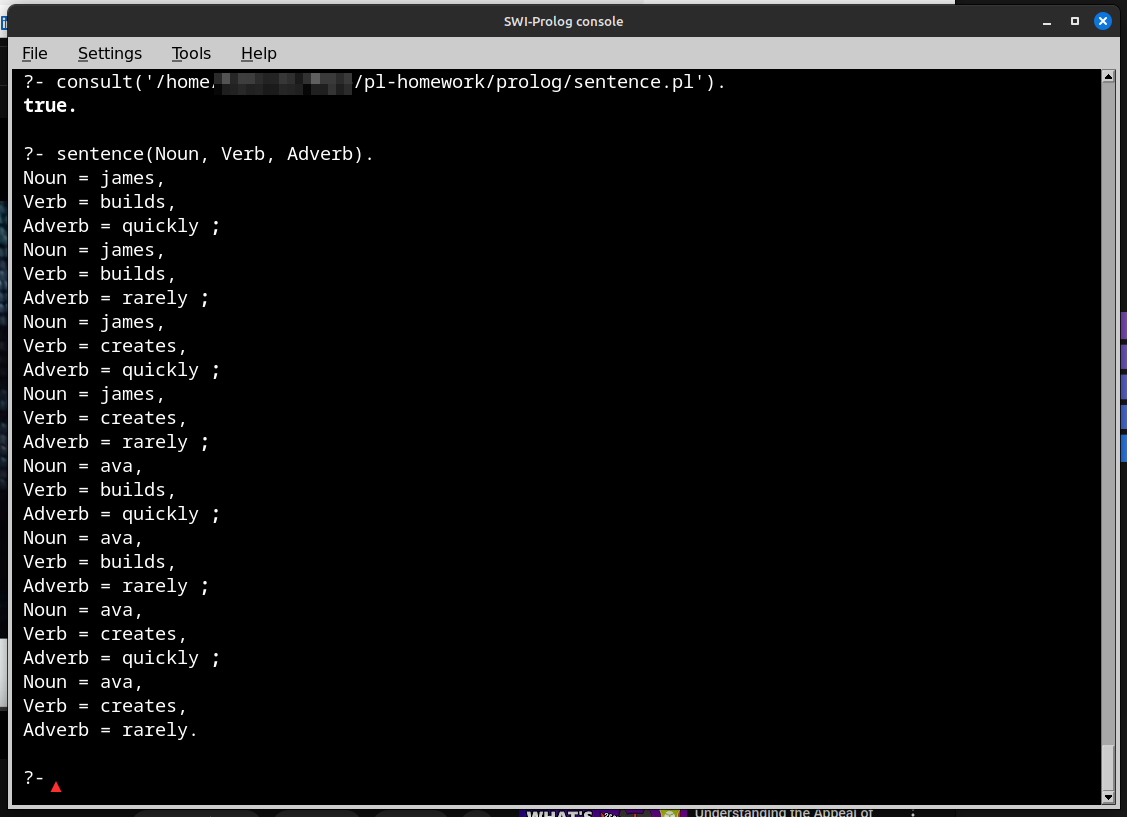 SWI-Prolog console
File Settings Tools Help
?- consult('/home/ /pl-homework/prolog/sentence.pl').
true.
?- sentence(Noun, Verb, Adverb).
Noun = james,
Verb = builds,
Adverb = quickly ;
Noun = james,
Verb = builds,
Adverb = rarely ;
Noun = james,
Verb = creates,
Adverb = quickly ;
Noun = james,
Verb = creates,
Adverb = rarely ;
Noun = ava,
Verb = builds,
Adverb = quickly ;
Noun = ava,
Verb = builds,
Adverb = rarely ;
Noun = ava,
Verb = creates,
Adverb = quickly ;
Noun = ava,
Verb = creates,
Adverb = rarely.
?-
WHAT'S Understanding the Appeal of